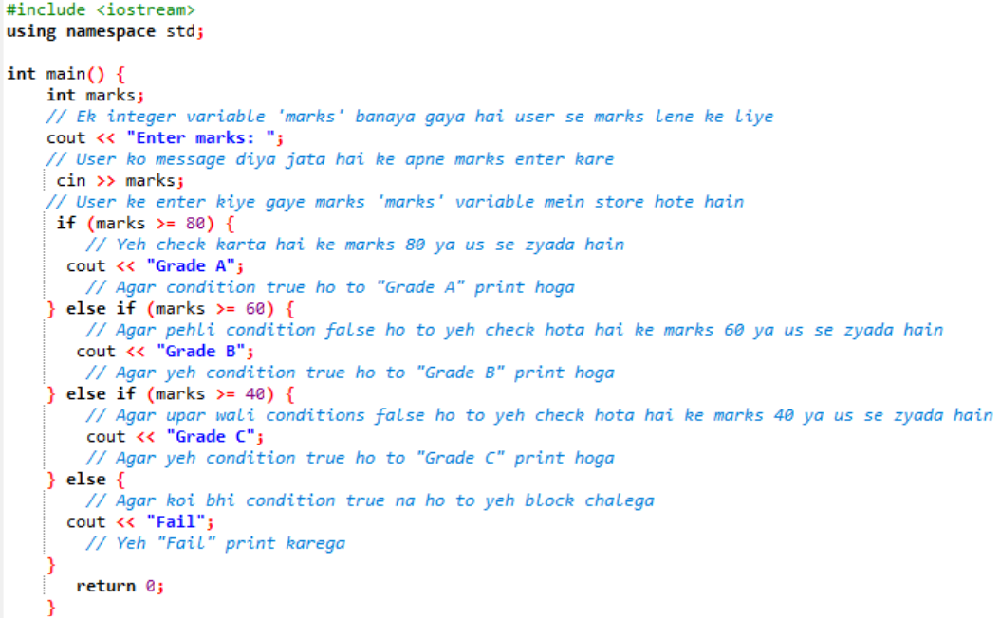 #include <iostream>
using namespace std;
int main() {
int marks;
// Ek integer variable 'marks' banaya gaya hai user se marks lene ke liye
cout << "Enter marks: ";
// User ko message diya jata hai ke apne marks enter kare
cin >> marks;
// User ke enter kiye gaye marks 'marks' variable mein store hote hain
if (marks >= 80) {
// Yeh check karta hai ke marks 80 ya us se zyada hain
cout << "Grade A";
// Agar condition true ho to "Grade A" print hoga
} else if (marks >= 60) {
// Agar pehli condition false ho to yeh check hota hai ke marks 60 ya us se zyada hain
cout << "Grade B";
// Agar yeh condition true ho to "Grade B" print hoga
} else if (marks >= 40) {
// Agar upar wali conditions false ho to yeh check hota hai ke marks 40 ya us se zyada hain
cout << "Grade C";
// Agar yeh condition true ho to "Grade C" print hoga
} else {
// Agar koi bhi condition true na ho to yeh block chalega
cout << "Fail";
// Yeh "Fail" print karega
}
return 0;
}